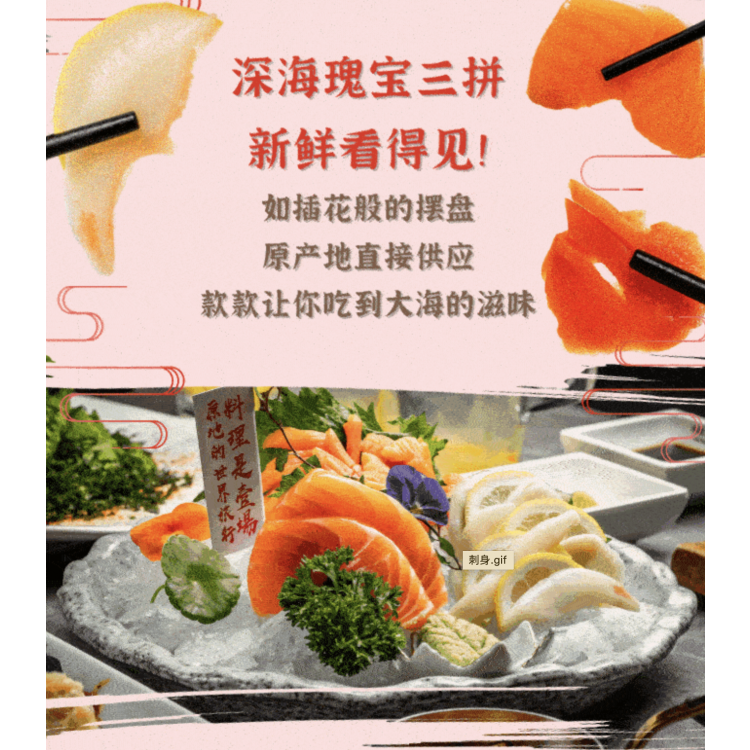 深海瑰宝三拼
新鲜看得见!
如插花般的摆盘
原产地直接供应
款款让你吃到大海的滋味
料理是登场
原地的世界旅行
刺身.gif